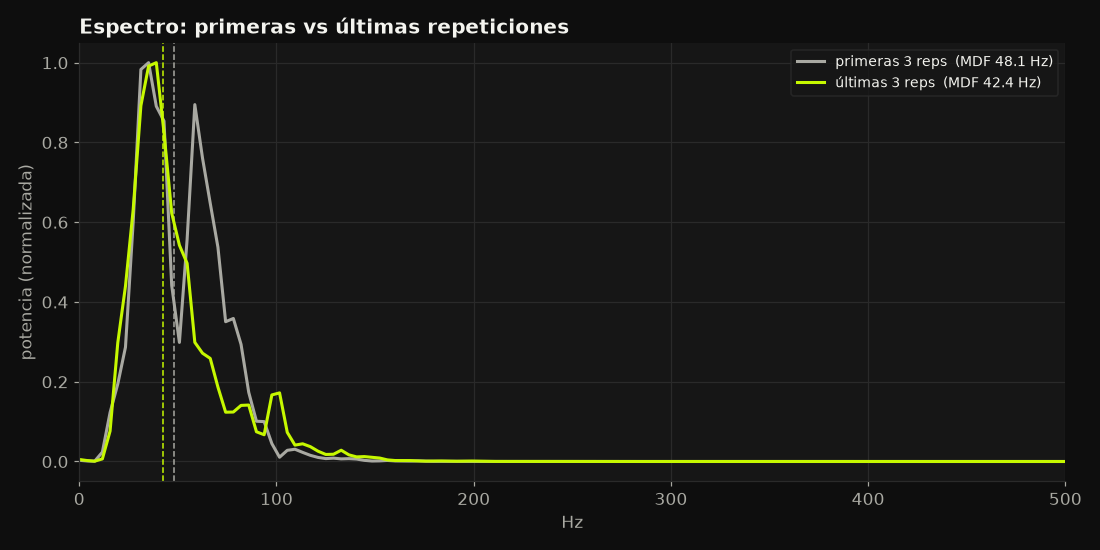 Espectro: primeras vs últimas repeticiones
primeras 3 reps (MDF 48.1 Hz)
últimas 3 reps (MDF 42.4 Hz)
potencia (normalizada)
1.0
0.8
0.6
0.4
0.2
0.0
0 100 200 300 400 500
Hz